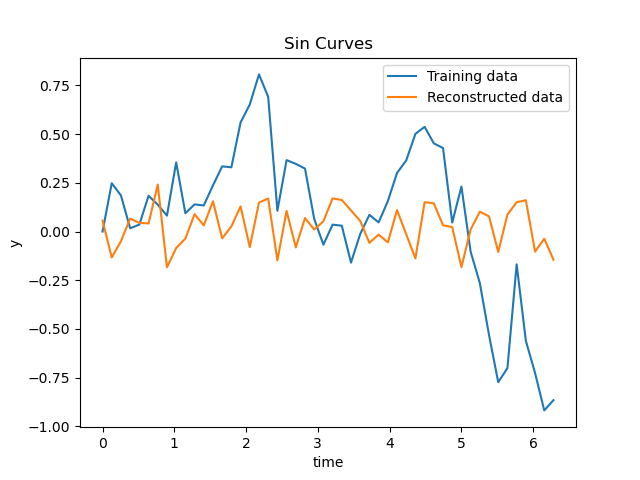 Sin Curves
Training data
Reconstructed data
0.75
0.50
0.25
0.00
−0.25
−0.50
−0.75
−1.00
y
0 1 2 3 4 5 6
time